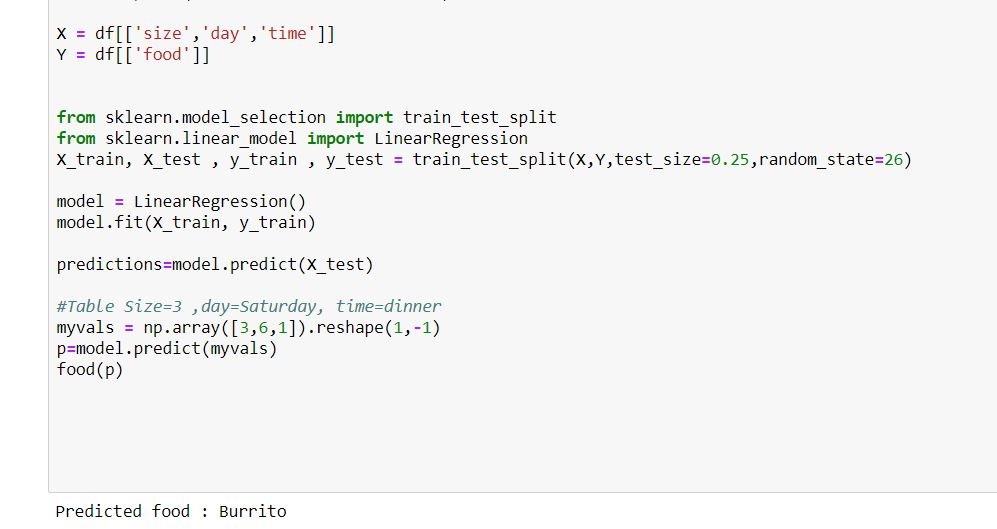 X = df[['size','day','time']]
Y = df[['food']]
from sklearn.model_selection import train_test_split
from sklearn.linear_model import LinearRegression
X_train, X_test , y_train , y_test = train_test_split(X,Y,test_size=0.25,random_state=26)
model = LinearRegression()
model.fit(X_train, y_train)
predictions=model.predict(X_test)
#Table Size=3 ,day=Saturday, time=dinner
myvals = np.array([3,6,1]).reshape(1,-1)
p=model.predict(myvals)
food(p)
Predicted food : Burrito